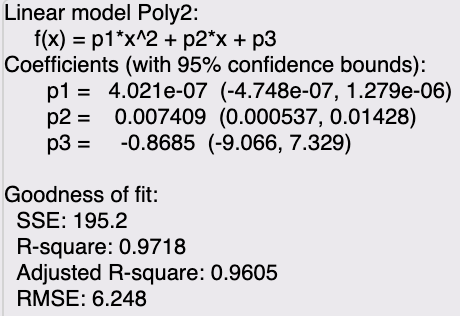 Linear model Poly2:
f(x) = p1*x^2 + p2*x + p3
Coefficients (with 95% confidence bounds):
p1 = 4.021e-07 (-4.748e-07, 1.279e-06)
p2 = 0.007409 (0.000537, 0.01428)
p3 = -0.8685 (-9.066, 7.329)
Goodness of fit:
SSE: 195.2
R-square: 0.9718
Adjusted R-square: 0.9605
RMSE: 6.248